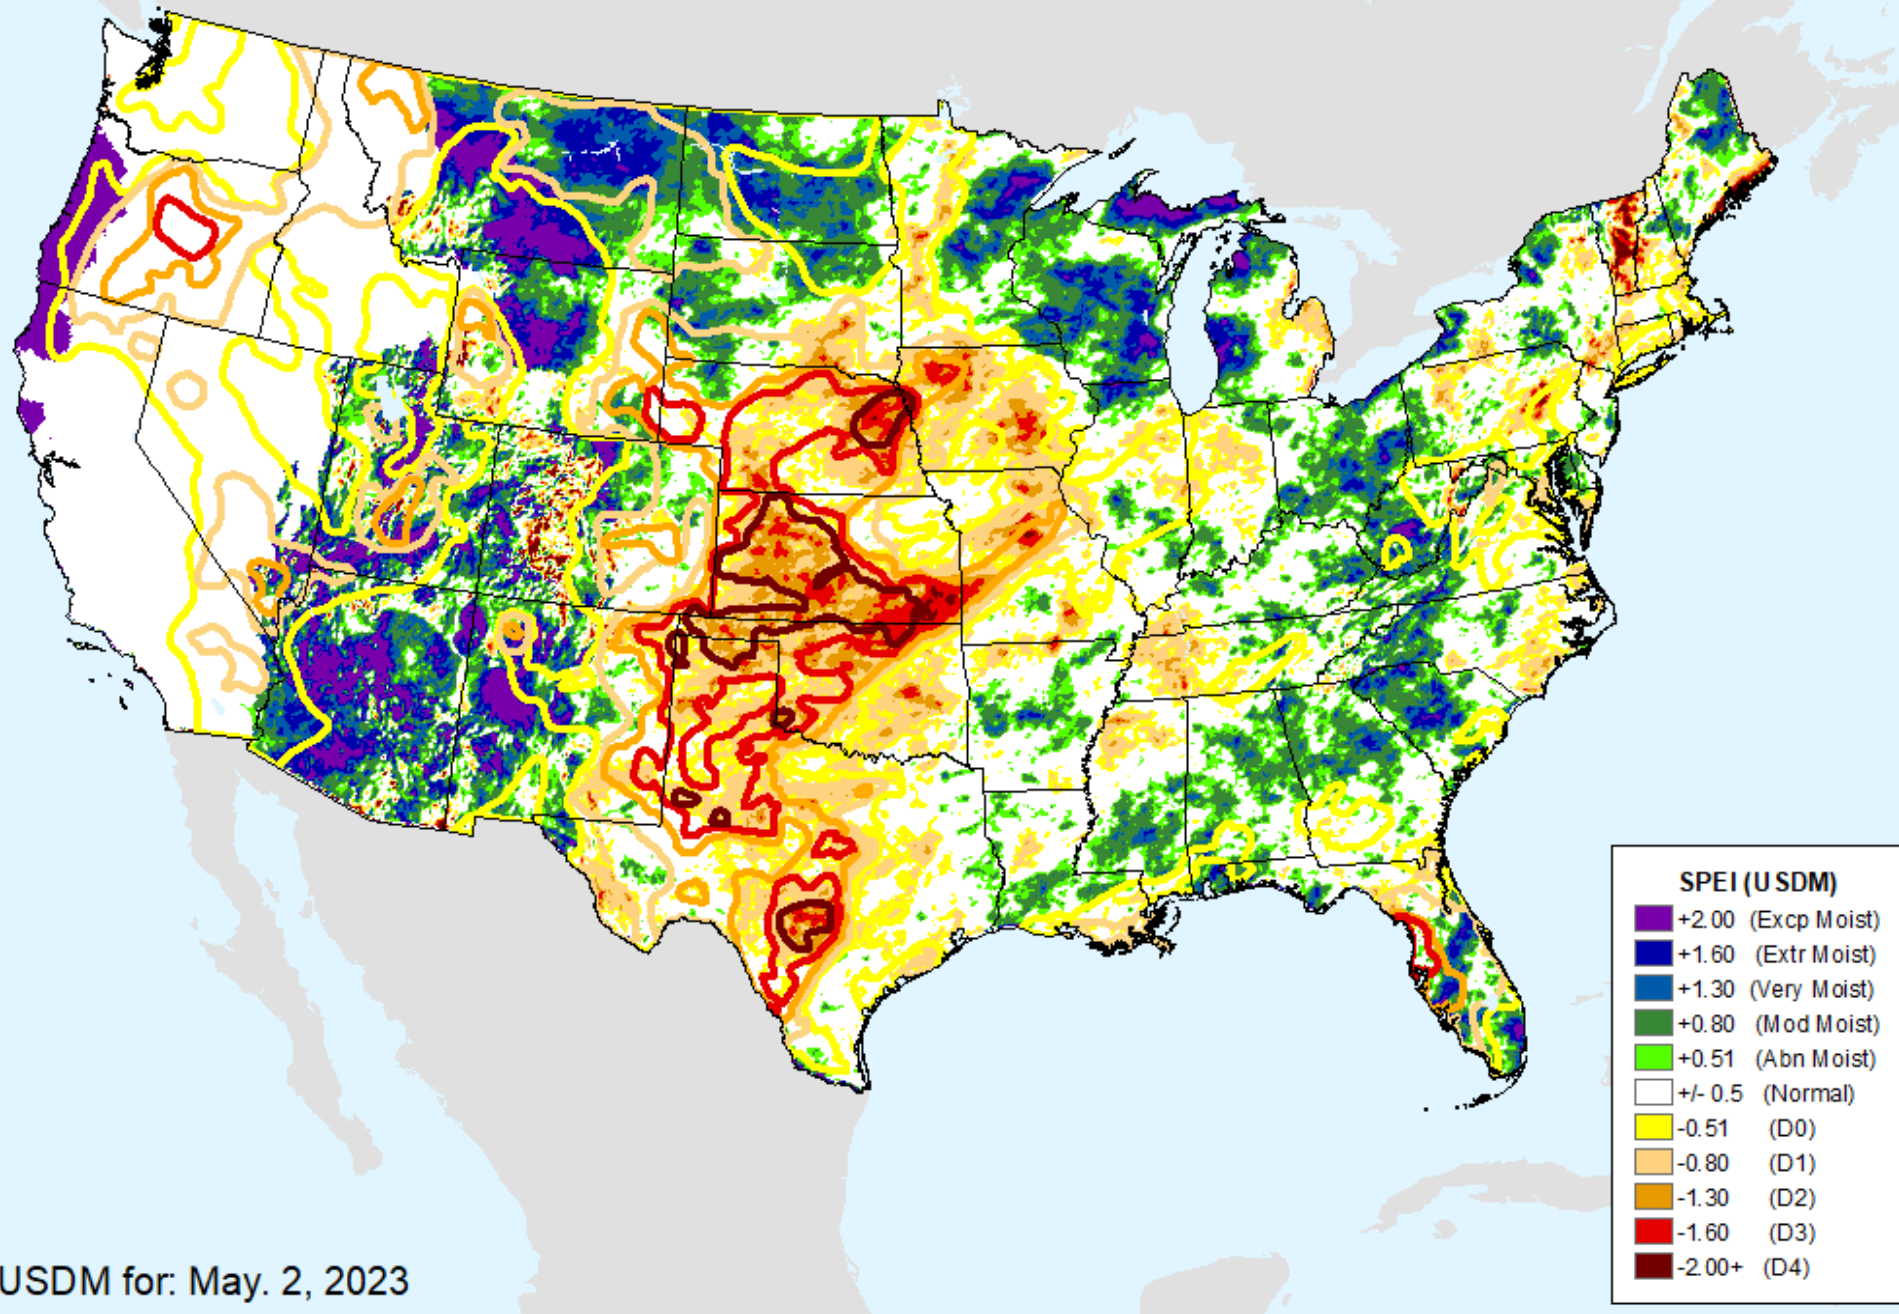 SPEI (USDM)
+2.00 (Excp Moist)
+1.60 (Extr Moist)
+1.30 (Very Moist)
+0.80 (Mod Moist)
+0.51 (Abn Moist)
+/- 0.5 (Normal)
-0.51 (D0)
-0.80 (D1)
-1.30 (D2)
-1.60 (D3)
-2.00+ (D4)
USDM for: May. 2, 2023